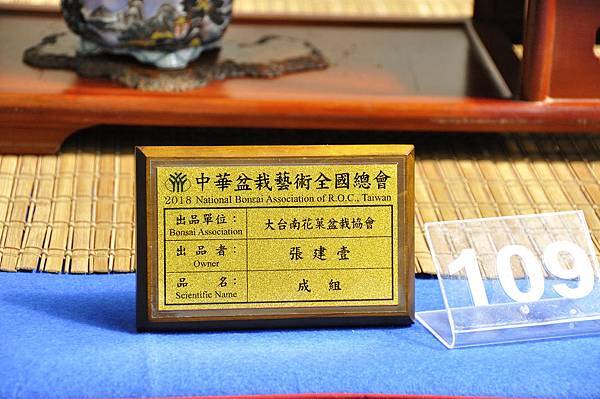 中華盆栽藝術全國總會
2018 National Bonsai Association of R.O.C., Taiwan
出品單位： 大台南花菓盆栽協會
Bonsai Association
出品者： 張建壹
Owner
品名： 成組
Scientific Name
109